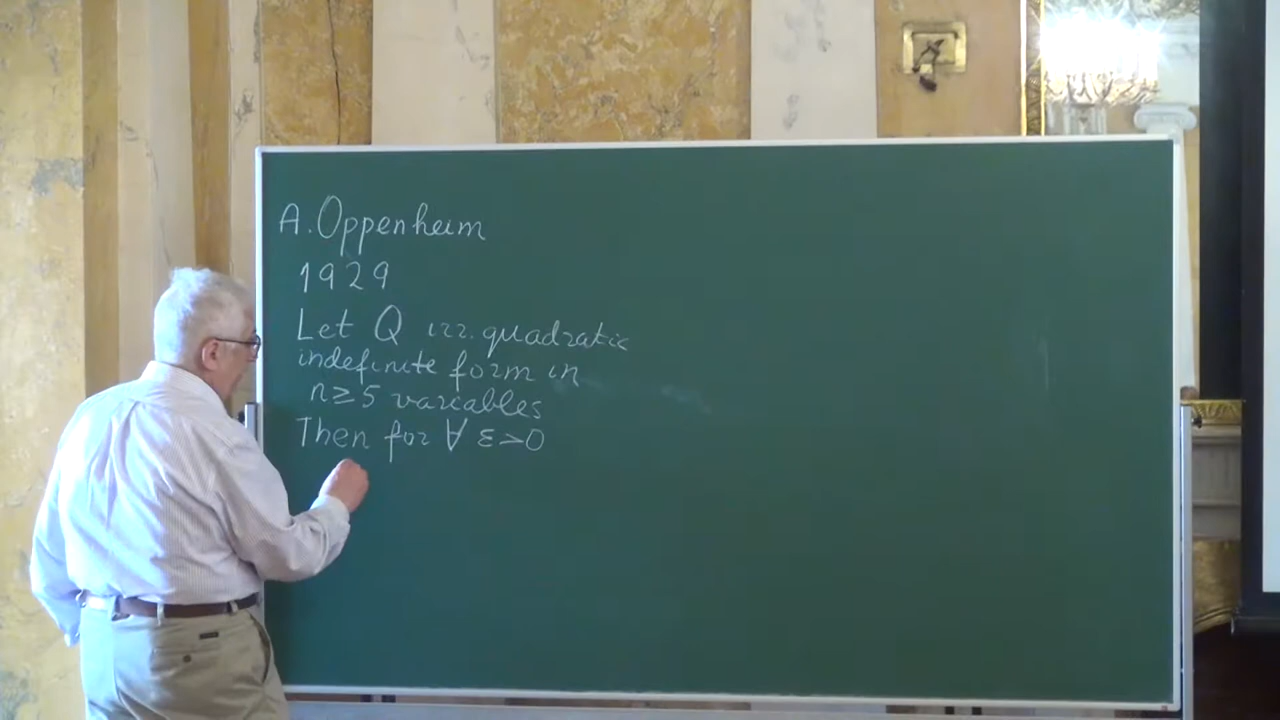 A. Oppenheim
1929
Let Q irr. quadratic
indefinite form in
n ≥ 5 variables
Then for ∀ ε > 0